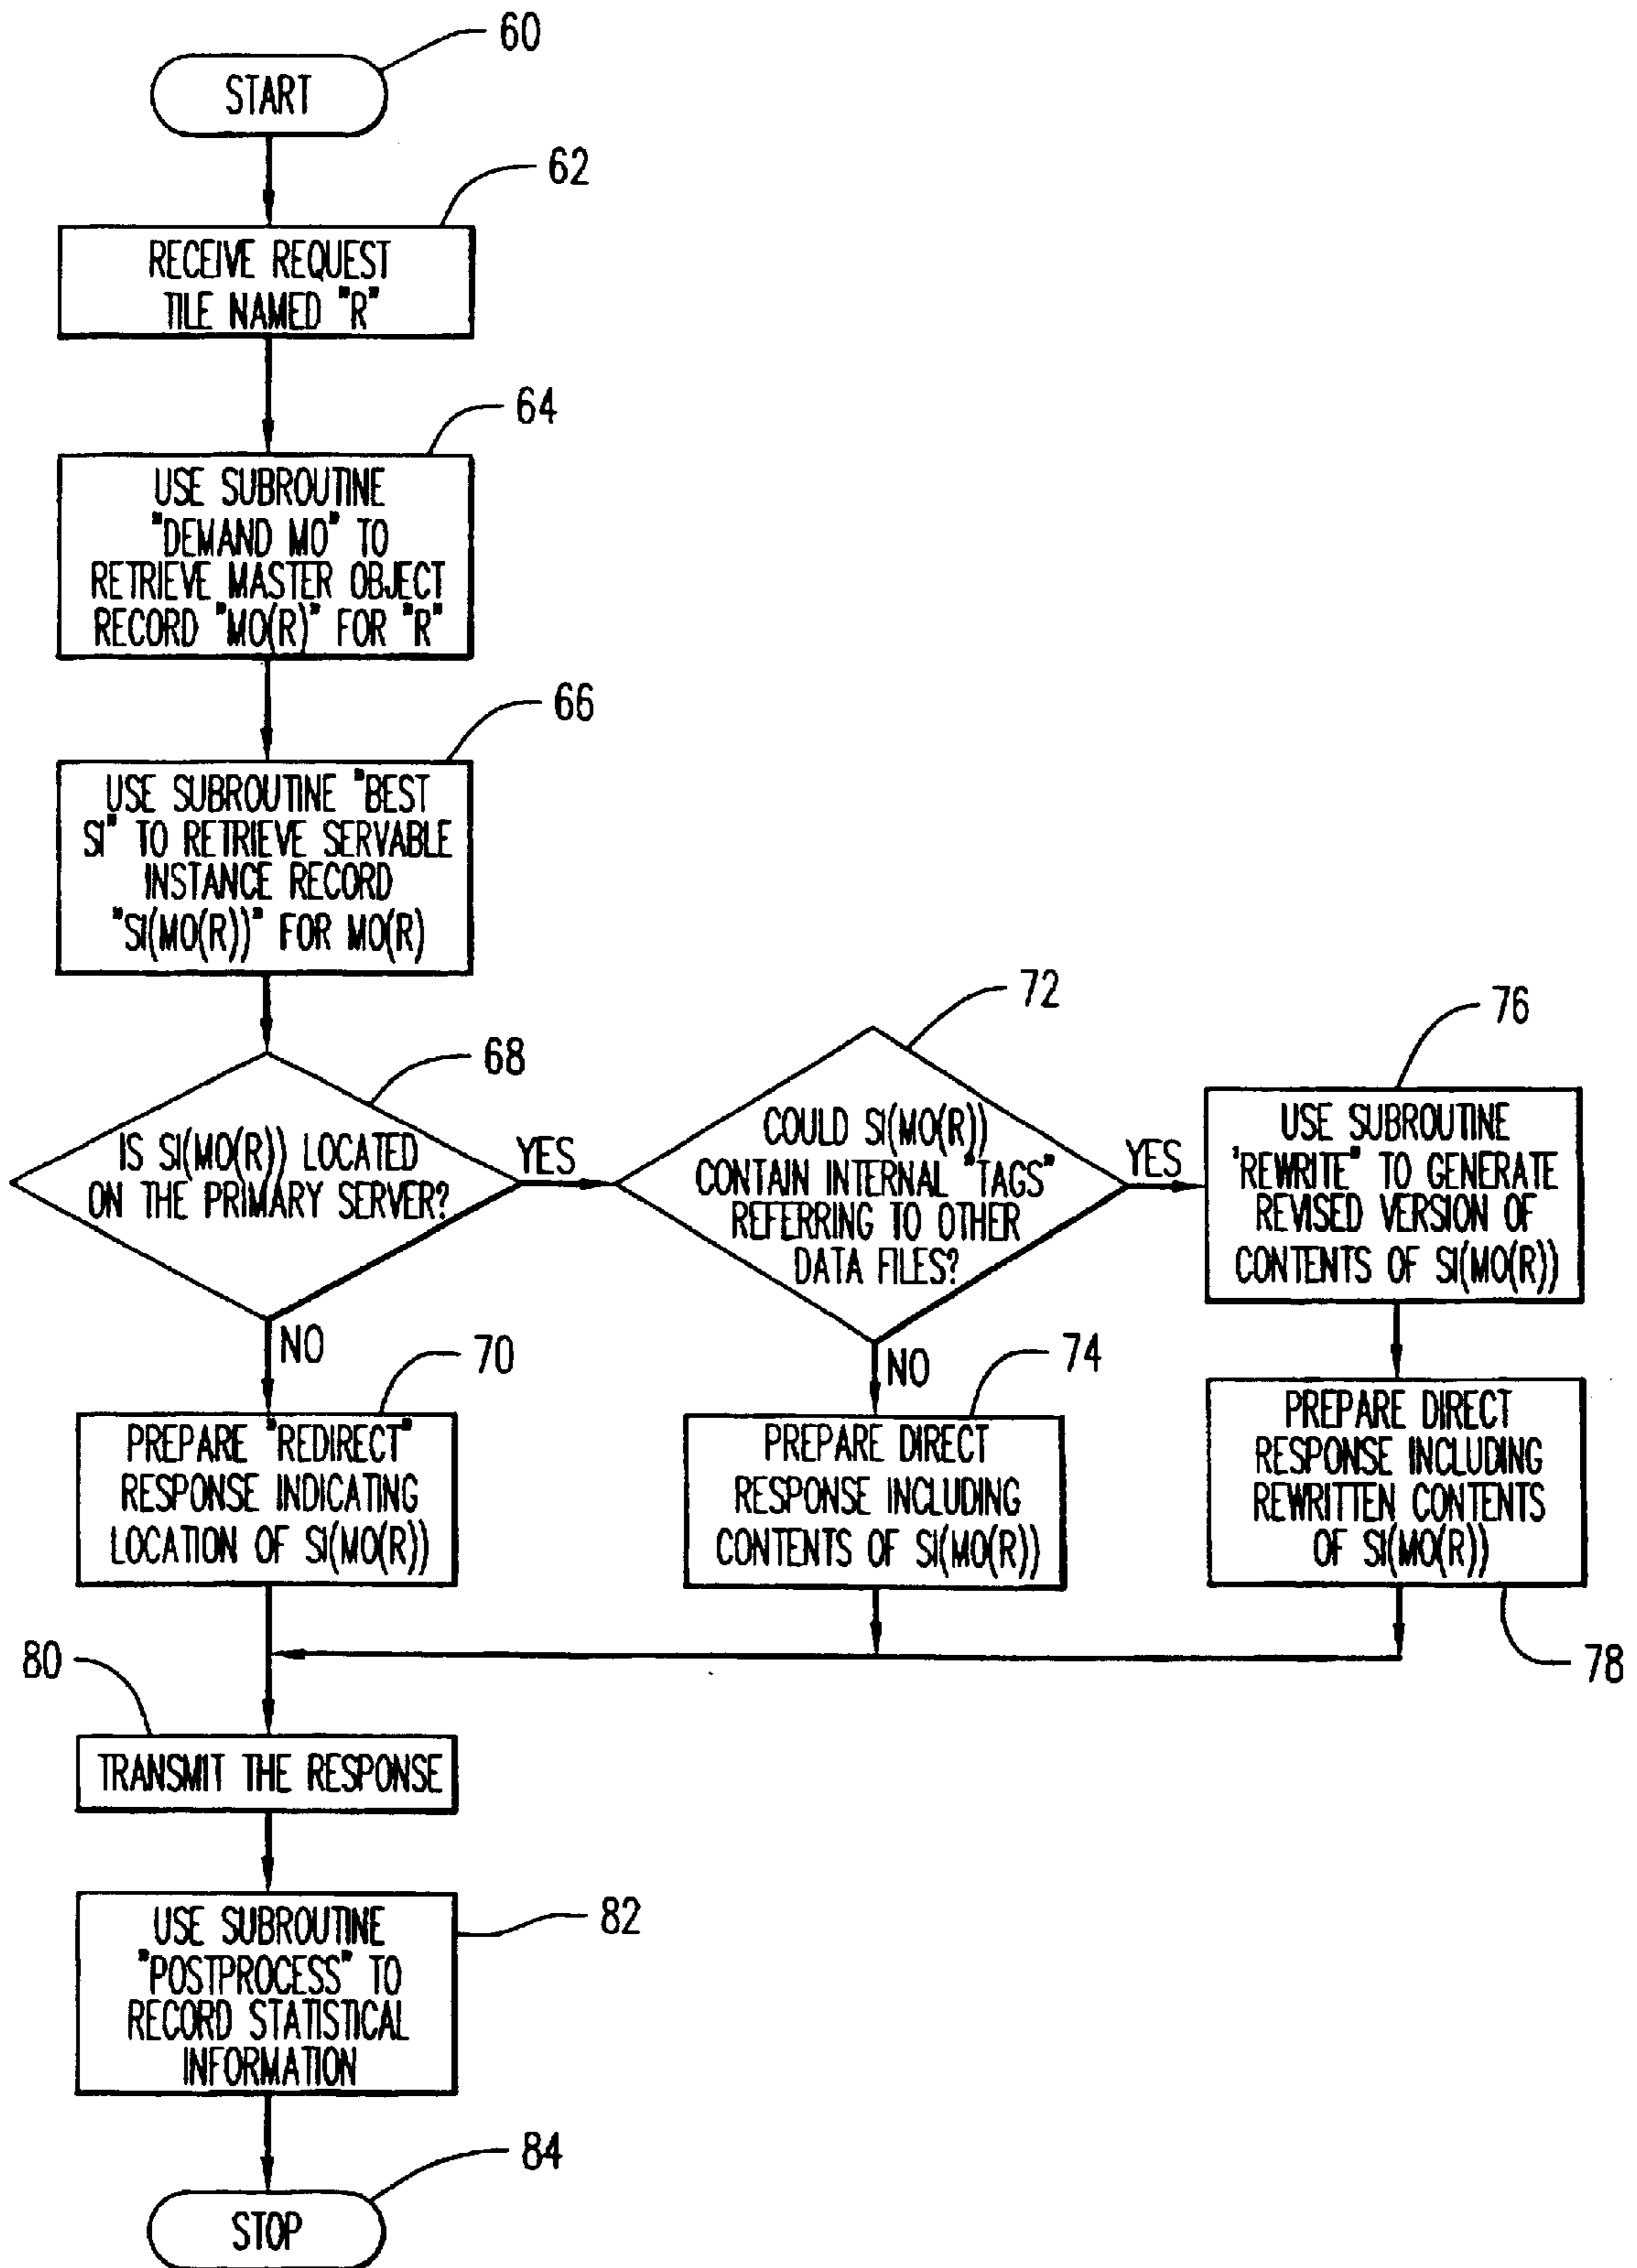 60
START
62
RECEIVE REQUEST
TILE NAMED "R"
64
USE SUBROUTINE
"DEMAND MO" TO
RETRIEVE MASTER OBJECT
RECORD "MO(R)" FOR "R"
66
USE SUBROUTINE "BEST
SI" TO RETRIEVE SERVABLE
INSTANCE RECORD
"SI(MO(R))" FOR MO(R)
68
IS SI(MO(R)) LOCATED
ON THE PRIMARY SERVER?
YES
NO
72
COULD SI(MO(R))
CONTAIN INTERNAL "TAGS"
REFERRING TO OTHER
DATA FILES?
YES
NO
76
USE SUBROUTINE
'REWRITE" TO GENERATE
REVISED VERSION OF
CONTENTS OF SI(MO(R))
70
PREPARE "REDIRECT"
RESPONSE INDICATING
LOCATION OF SI(MO(R))
74
PREPARE DIRECT
RESPONSE INCLUDING
CONTENTS OF SI(MO(R))
PREPARE DIRECT
RESPONSE INCLUDING
REWRITTEN CONTENTS
OF SI(MO(R))
78
80
TRANSMIT THE RESPONSE
82
USE SUBROUTINE
"POSTPROCESS" TO
RECORD STATISTICAL
INFORMATION
84
STOP